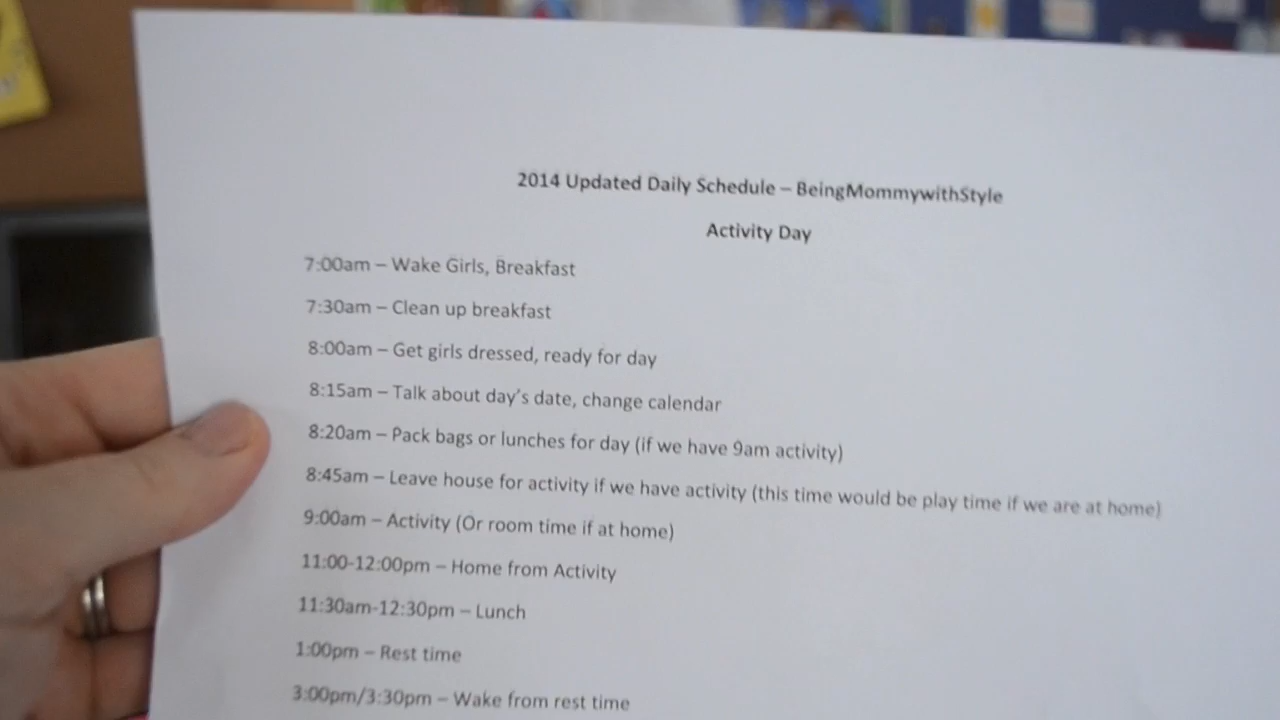 2014 Updated Daily Schedule – BeingMommywithStyle
Activity Day
7:00am – Wake Girls, Breakfast
7:30am – Clean up breakfast
8:00am – Get girls dressed, ready for day
8:15am – Talk about day's date, change calendar
8:20am – Pack bags or lunches for day (if we have 9am activity)
8:45am – Leave house for activity if we have activity (this time would be play time if we are at home)
9:00am – Activity (Or room time if at home)
11:00-12:00pm – Home from Activity
11:30am-12:30pm – Lunch
1:00pm – Rest time
3:00pm/3:30pm – Wake from rest time